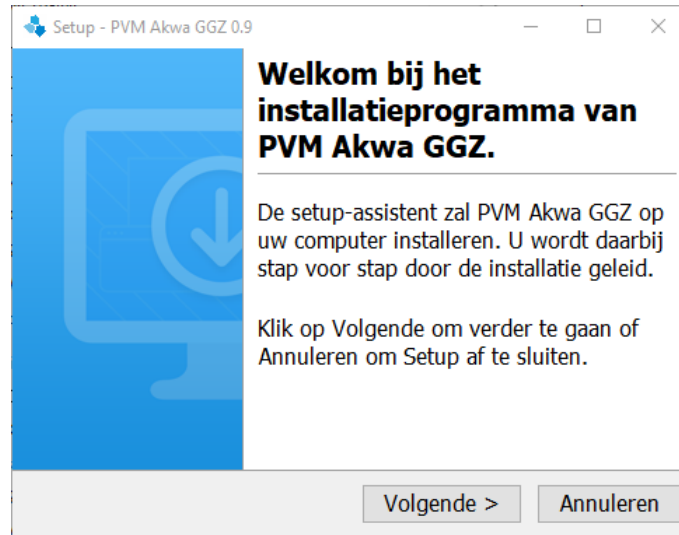 Setup - PVM Akwa GGZ 0.9
Welkom bij het
installatieprogramma van
PVM Akwa GGZ.
De setup-assistent zal PVM Akwa GGZ op
uw computer installeren. U wordt daarbij
stap voor stap door de installatie geleid.
Klik op Volgende om verder te gaan of
Annuleren om Setup af te sluiten.
Volgende >
Annuleren